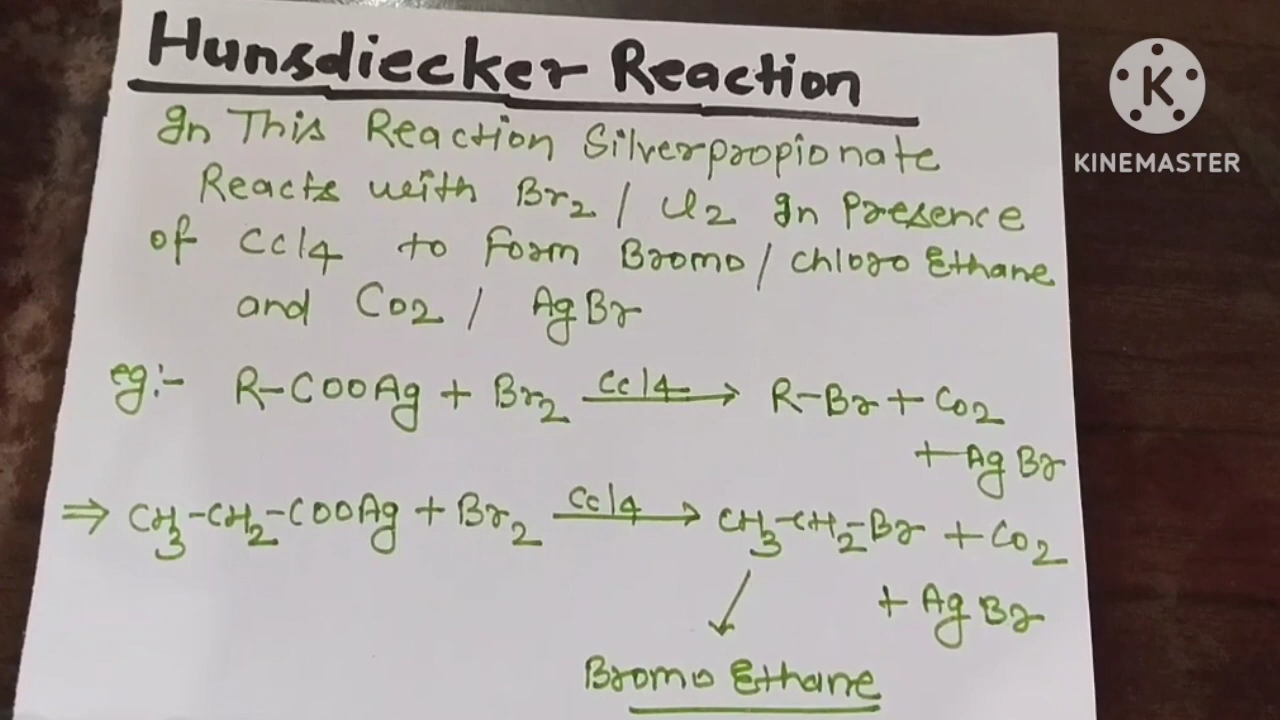 Hunsdiecker Reaction
In This Reaction Silverpropionate
Reacts with Br2 / Cl2 In Presence
of CCl4 to Form Bromo / chloro Ethane
and CO2 / AgBr
eg:- R-COOAg + Br2 CCl4 → R-Br + CO2
+ AgBr
⇒ CH3-CH2-COOAg + Br2 CCl4 → CH3-CH2-Br + CO2
+ AgBr
↓
Bromo Ethane
K
KINEMASTER